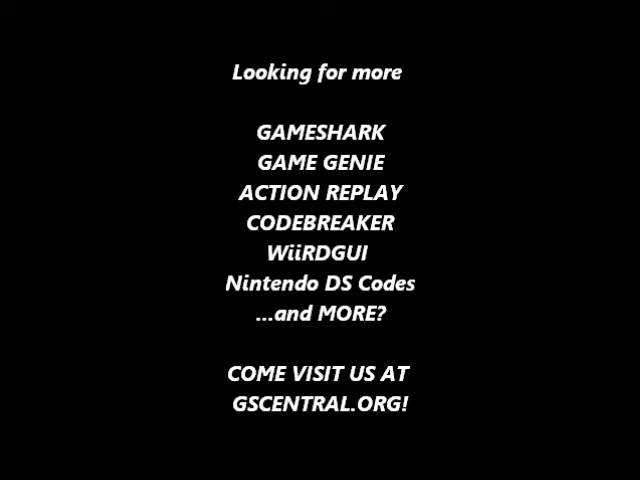 Looking for more
GAMESHARK
GAME GENIE
ACTION REPLAY
CODEBREAKER
WiiRDGUI
Nintendo DS Codes
...and MORE?
COME VISIT US AT
GSCENTRAL.ORG!